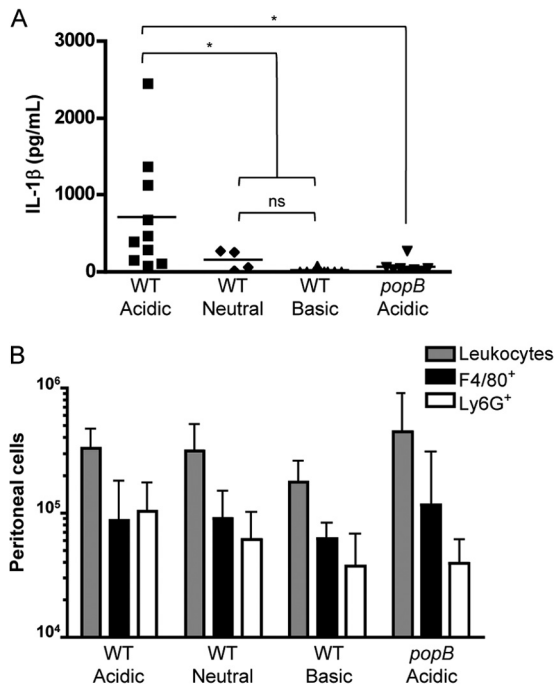 A
*
*
ns
3000
2000
1000
0
IL-1β (pg/mL)
WT WT WT popB
Acidic Neutral Basic Acidic
B
Leukocytes
F4/80⁺
Ly6G⁺
10⁶
10⁵
10⁴
Peritoneal cells
WT WT WT popB
Acidic Neutral Basic Acidic